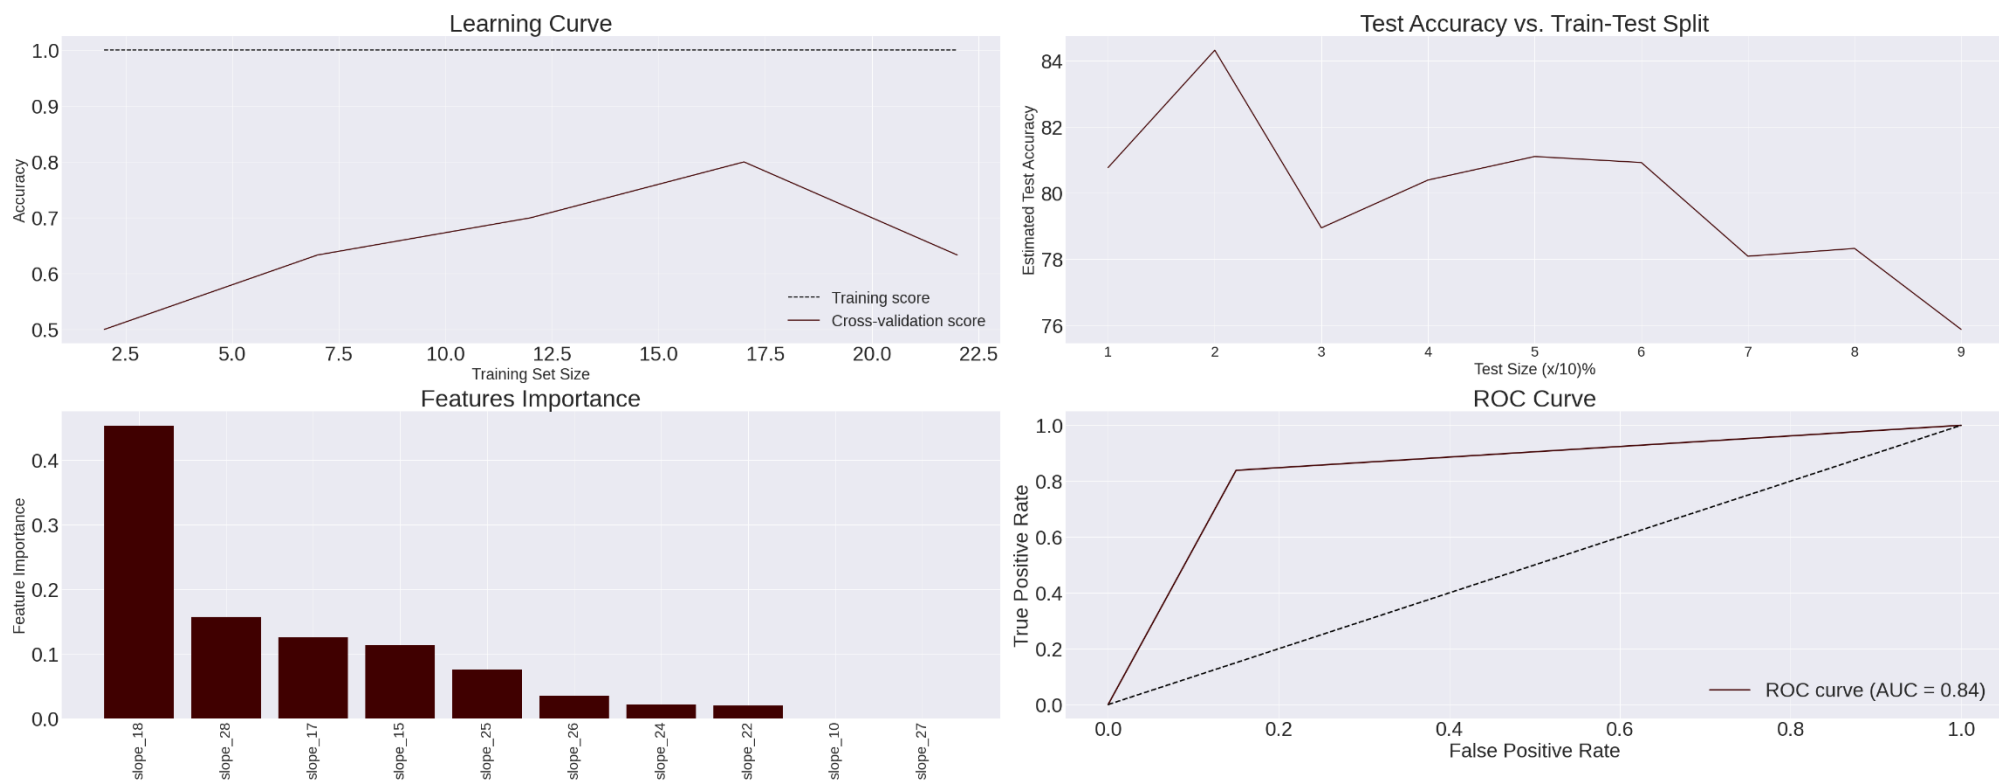 Learning Curve
1.0
0.9
0.8
0.7
0.6
0.5
Accuracy
Training score
Cross-validation score
2.5 5.0 7.5 10.0 12.5 15.0 17.5 20.0 22.5
Training Set Size
Test Accuracy vs. Train-Test Split
84
82
80
78
76
Estimated Test Accuracy
1 2 3 4 5 6 7 8 9
Test Size (x/10)%
Features Importance
0.4
0.3
0.2
0.1
0.0
Feature Importance
slope_18
slope_28
slope_17
slope_15
slope_25
slope_26
slope_24
slope_22
slope_10
slope_27
ROC Curve
1.0
0.8
0.6
0.4
0.2
0.0
True Positive Rate
ROC curve (AUC = 0.84)
0.0 0.2 0.4 0.6 0.8 1.0
False Positive Rate